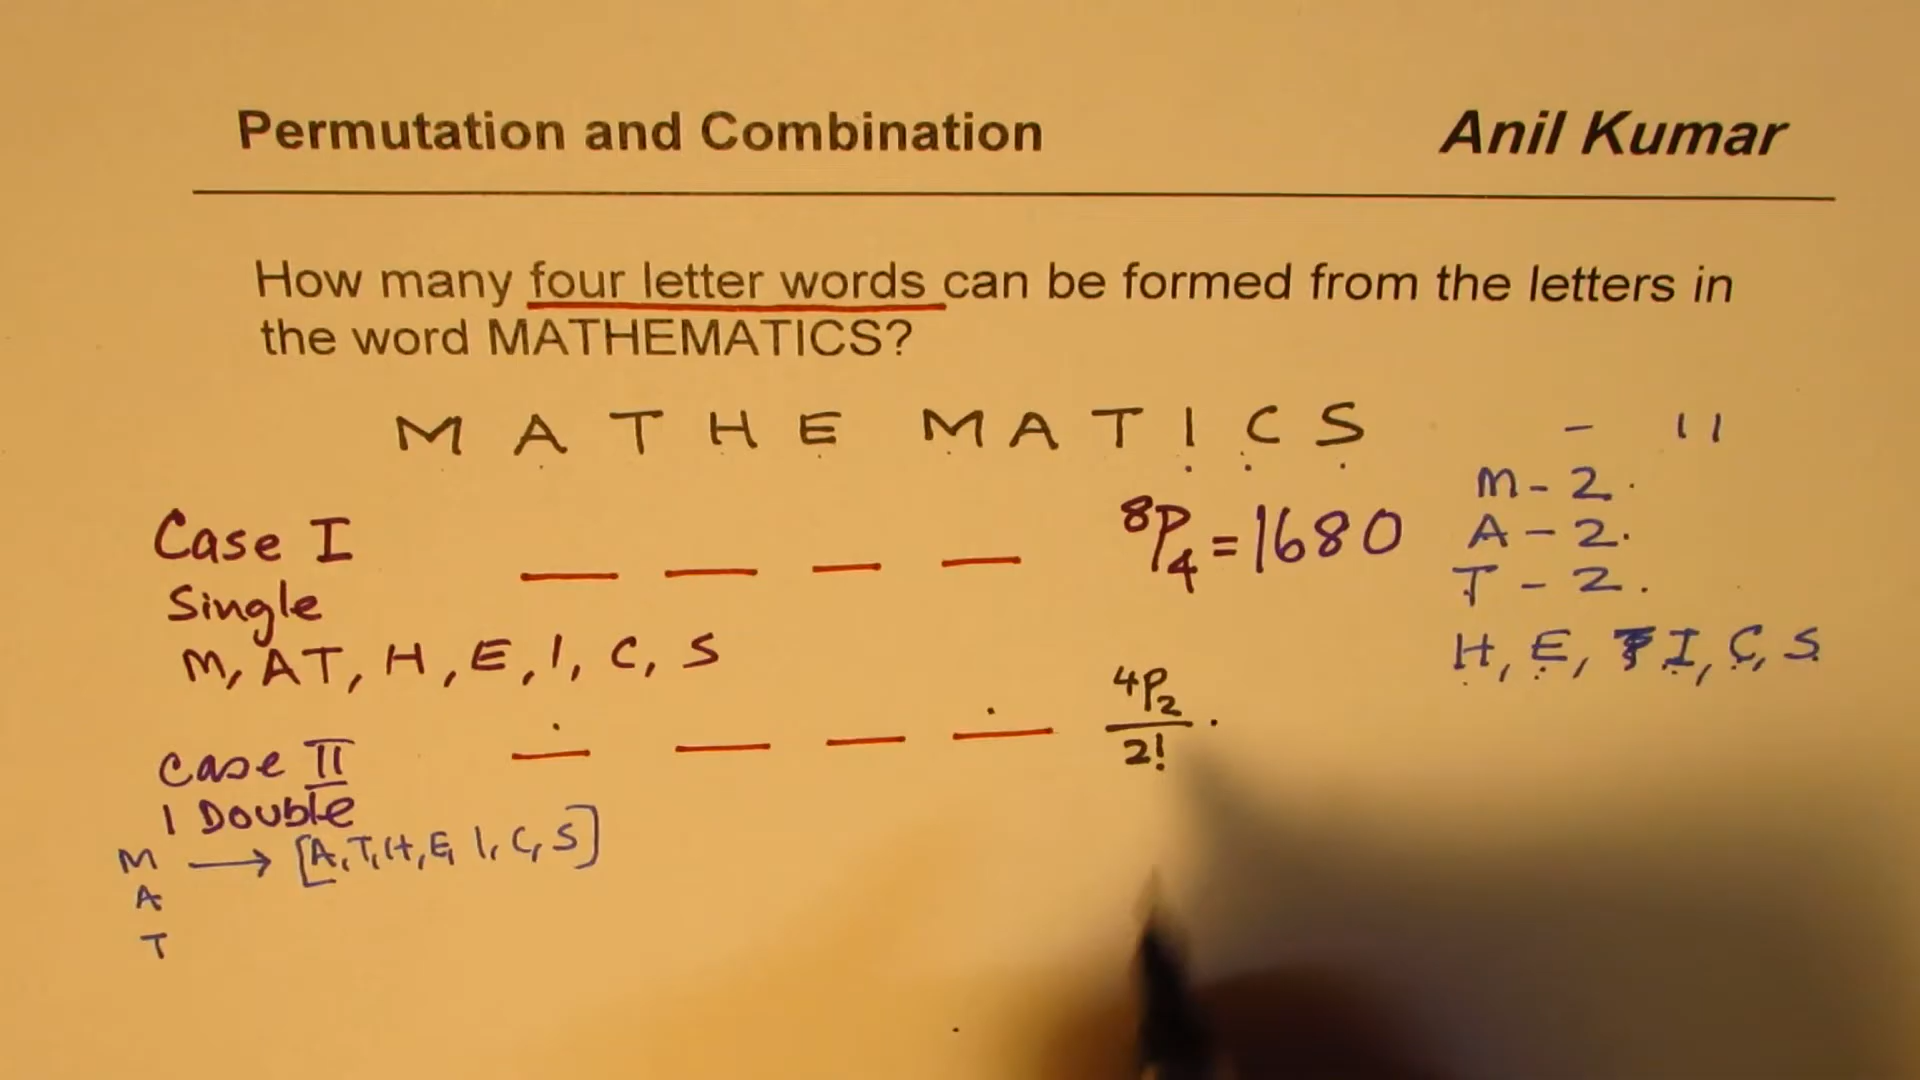 Permutation and Combination Anil Kumar
How many four letter words can be formed from the letters in
the word MATHEMATICS?
M A T H E M A T I C S - 11
M - 2.
A - 2.
T - 2.
H, E, I, C, S
Case I ⁸P₄ = 1680
Single
M, A T, H, E, I, C, S
Case II ⁴P₂/2! ·
1 Double
M → [A, T, H, E, I, C, S]
A
T